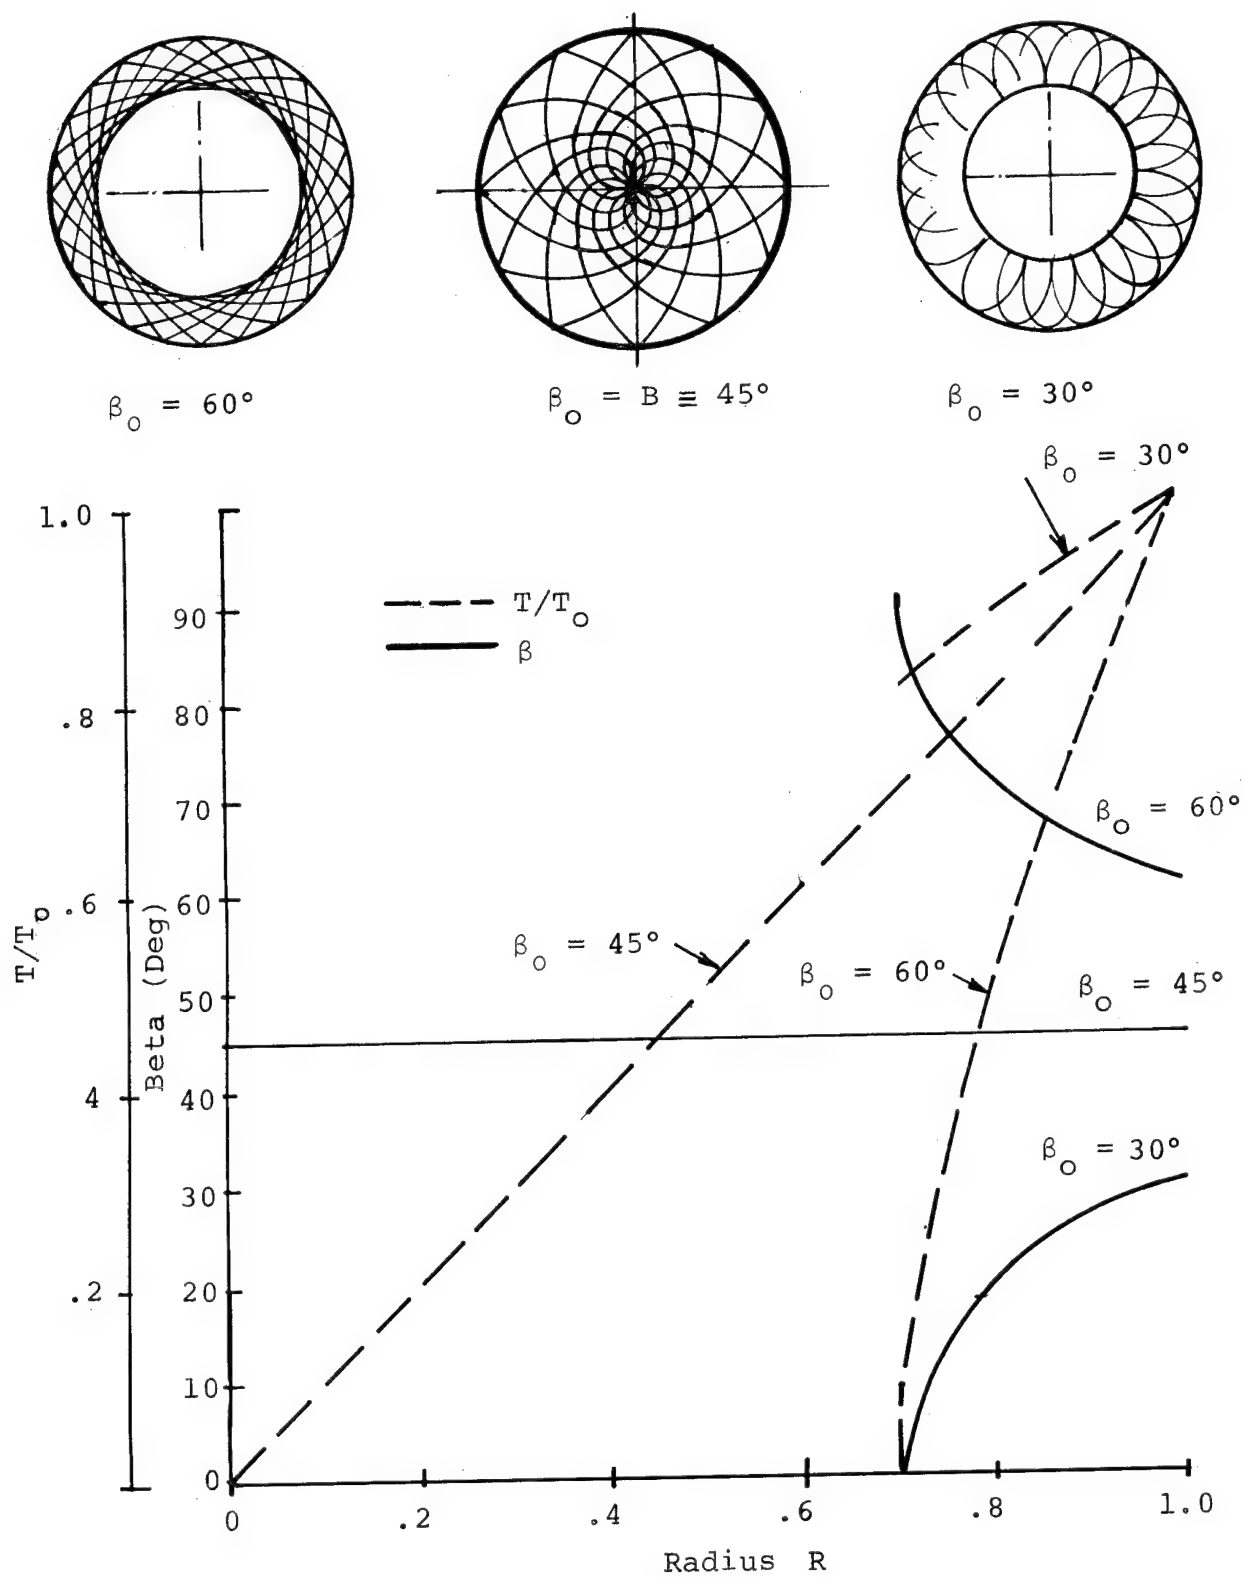 β₀ = 60°
β₀ = B ≡ 45°
β₀ = 30°
β₀ = 30°
1.0
.8
.6
4
.2
T/T₀
90
80
70
60
50
40
30
20
10
0
Beta (Deg)
T/T₀
β
β₀ = 60°
β₀ = 45°
β₀ = 60°
β₀ = 45°
β₀ = 30°
0 .2 .4 .6 .8 1.0
Radius R